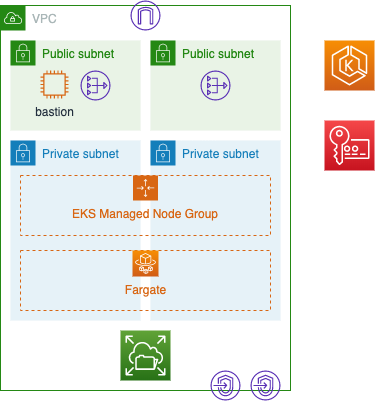 VPC
Public subnet
Public subnet
bastion
Private subnet
Private subnet
EKS Managed Node Group
Fargate
K